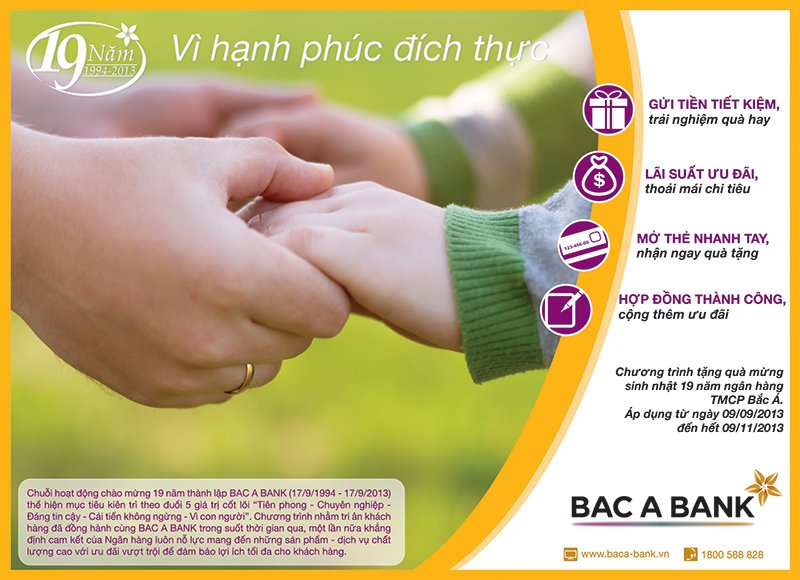 19 Năm
1994-2013
Vì hạnh phúc đích thực
GỬI TIỀN TIẾT KIỆM,
trải nghiệm quà hay
LÃI SUẤT ƯU ĐÃI,
thoải mái chi tiêu
123-456-80
MỞ THẺ NHANH TAY,
nhận ngay quà tặng
HỢP ĐỒNG THÀNH CÔNG,
cộng thêm ưu đãi
Chương trình tặng quà mừng
sinh nhật 19 năm ngân hàng
TMCP Bắc Á.
Áp dụng từ ngày 09/09/2013
đến hết 09/11/2013
Chuỗi hoạt động chào mừng 19 năm thành lập BAC A BANK (17/9/1994 - 17/9/2013)
thể hiện mục tiêu kiên trì theo đuổi 5 giá trị cốt lõi “Tiên phong - Chuyên nghiệp -
Đáng tin cậy - Cải tiến không ngừng - Vì con người”. Chương trình nhằm tri ân khách
hàng đã đồng hành cùng BAC A BANK trong suốt thời gian qua, một lần nữa khẳng
định cam kết của Ngân hàng luôn nỗ lực mang đến những sản phẩm - dịch vụ chất
lượng cao với ưu đãi vượt trội để đảm bảo lợi ích tối đa cho khách hàng.
BAC A BANK
www.baca-bank.vn
1800 588 828